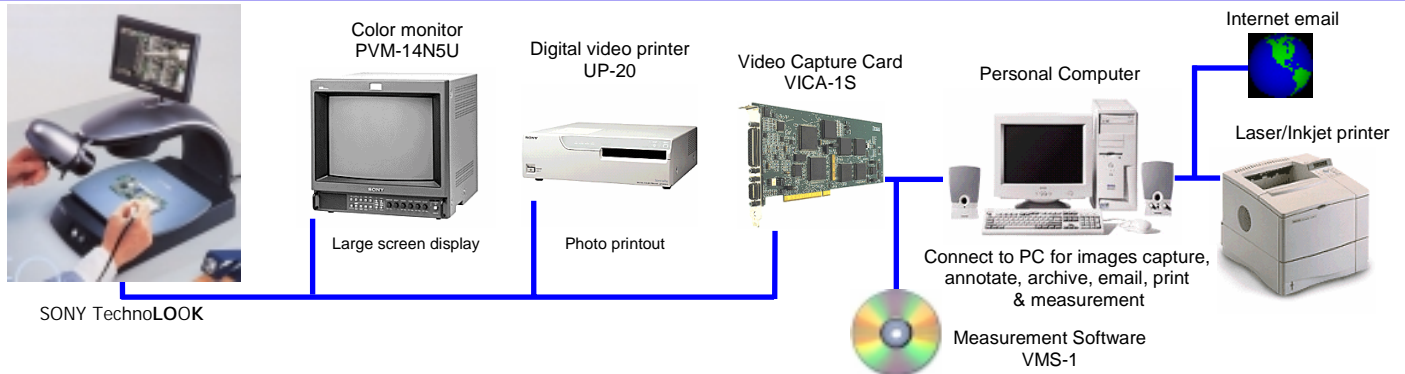 Color monitor
PVM-14N5U
Digital video printer
UP-20
Video Capture Card
VICA-1S
Personal Computer
Internet email
Laser/Inkjet printer
SONY
SONY
Large screen display
Photo printout
Connect to PC for images capture,
annotate, archive, email, print
& measurement
SONY TechnoLOOK
Measurement Software
VMS-1